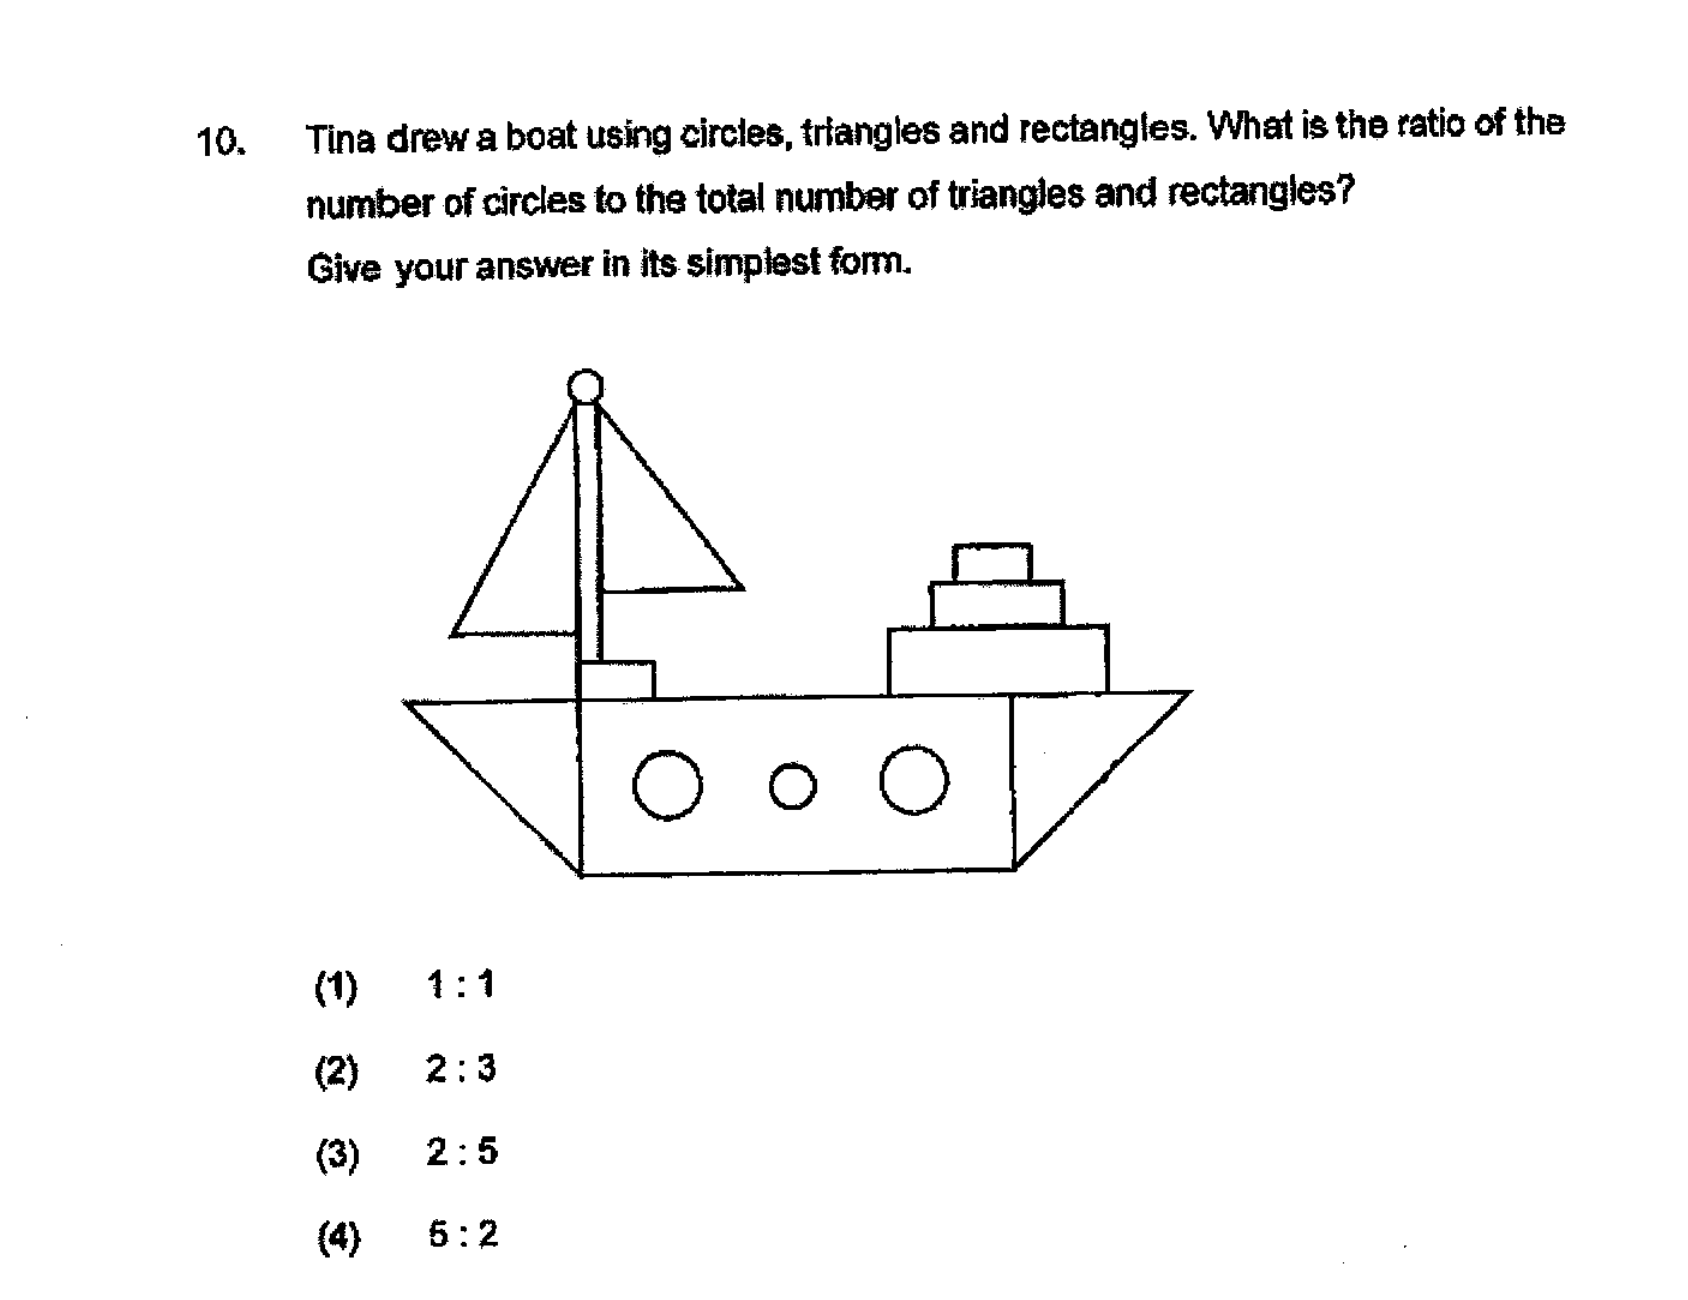 10. Tina drew a boat using circles, triangles and rectangles. What is the ratio of the
number of circles to the total number of triangles and rectangles?
Give your answer in its simplest form.
(1) 1 : 1
(2) 2 : 3
(3) 2 : 5
(4) 5 : 2